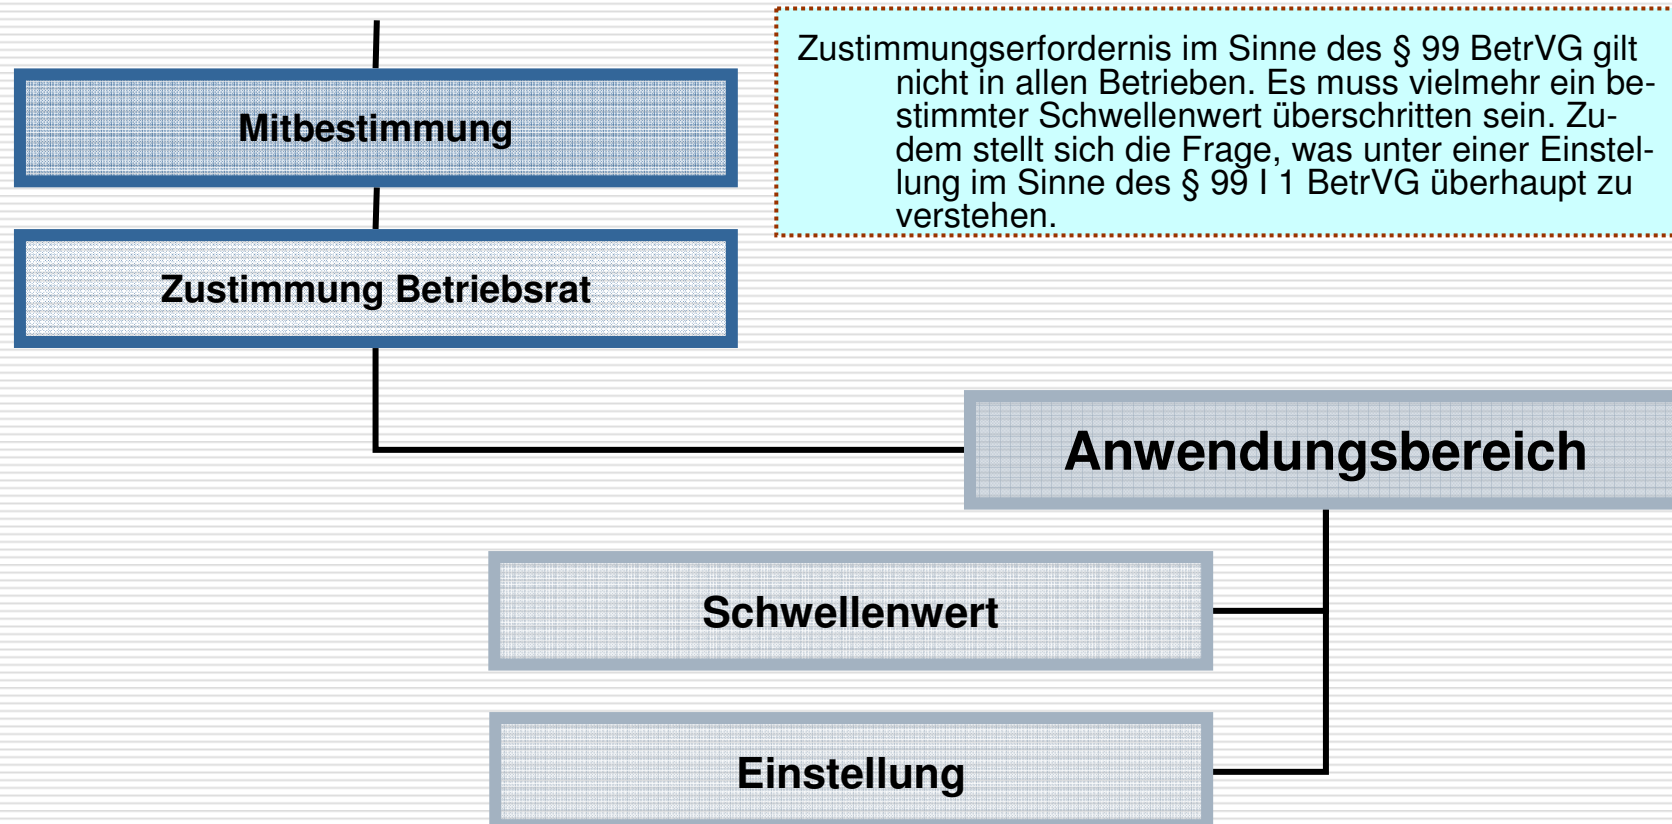 Mitbestimmung
Zustimmung Betriebsrat
Zustimmungserfordernis im Sinne des § 99 BetrVG gilt
nicht in allen Betrieben. Es muss vielmehr ein be-
stimmter Schwellenwert überschritten sein. Zu-
dem stellt sich die Frage, was unter einer Einstel-
lung im Sinne des § 99 I 1 BetrVG überhaupt zu
verstehen.
Anwendungsbereich
Schwellenwert
Einstellung